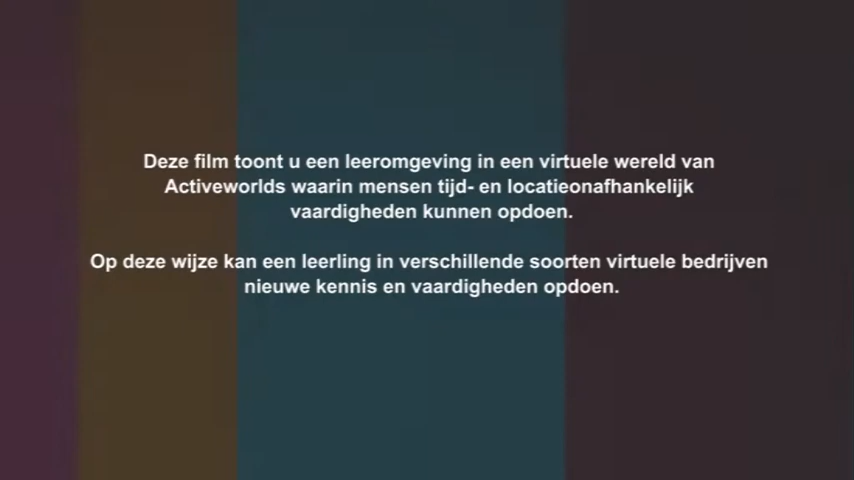 Deze film toont u een leeromgeving in een virtuele wereld van
Activeworlds waarin mensen tijd- en locatieonafhankelijk
vaardigheden kunnen opdoen.
Op deze wijze kan een leerling in verschillende soorten virtuele bedrijven
nieuwe kennis en vaardigheden opdoen.